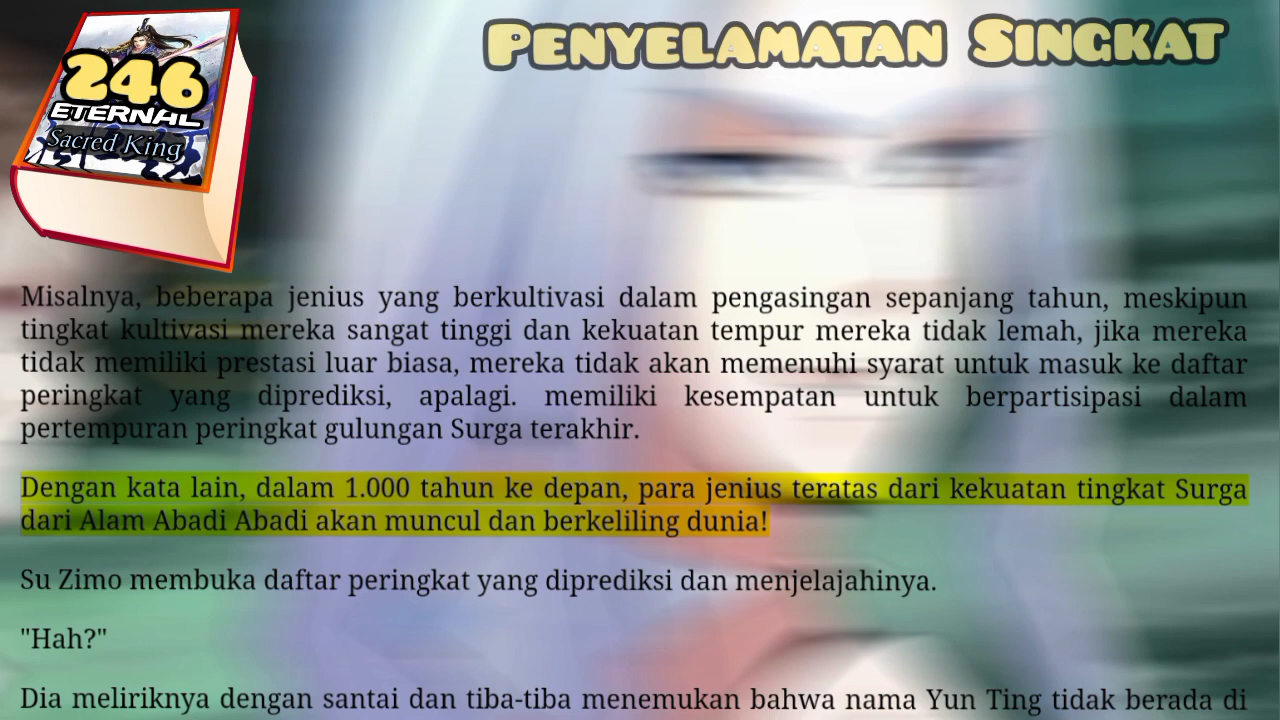 PENYELAMATAN SINGKAT
246
ETERNAL
Sacred King
Misalnya, beberapa jenius yang berkultivasi dalam pengasingan sepanjang tahun, meskipun
tingkat kultivasi mereka sangat tinggi dan kekuatan tempur mereka tidak lemah, jika mereka
tidak memiliki prestasi luar biasa, mereka tidak akan memenuhi syarat untuk masuk ke daftar
peringkat yang diprediksi, apalagi. memiliki kesempatan untuk berpartisipasi dalam
pertempuran peringkat gulungan Surga terakhir.
Dengan kata lain, dalam 1.000 tahun ke depan, para jenius teratas dari kekuatan tingkat Surga
dari Alam Abadi Abadi akan muncul dan berkeliling dunia!
Su Zimo membuka daftar peringkat yang diprediksi dan menjelajahinya.
"Hah?"
Dia meliriknya dengan santai dan tiba-tiba menemukan bahwa nama Yun Ting tidak berada di